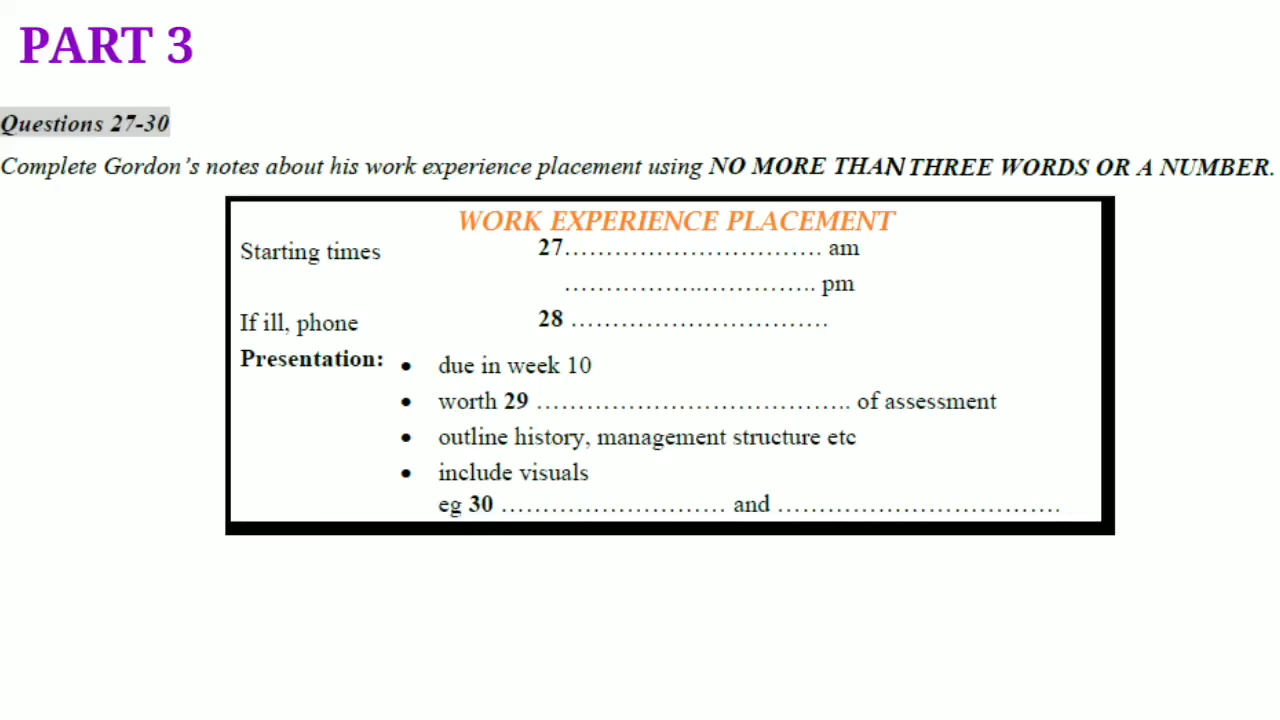 PART 3
Questions 27-30
Complete Gordon's notes about his work experience placement using NO MORE THAN THREE WORDS OR A NUMBER.
WORK EXPERIENCE PLACEMENT
Starting times 27…………………………. am
……………..………….. pm
If ill, phone 28 ………………………….
Presentation: • due in week 10
• worth 29 ……………………………….. of assessment
• outline history, management structure etc
• include visuals
eg 30 ……………………… and …………………………….